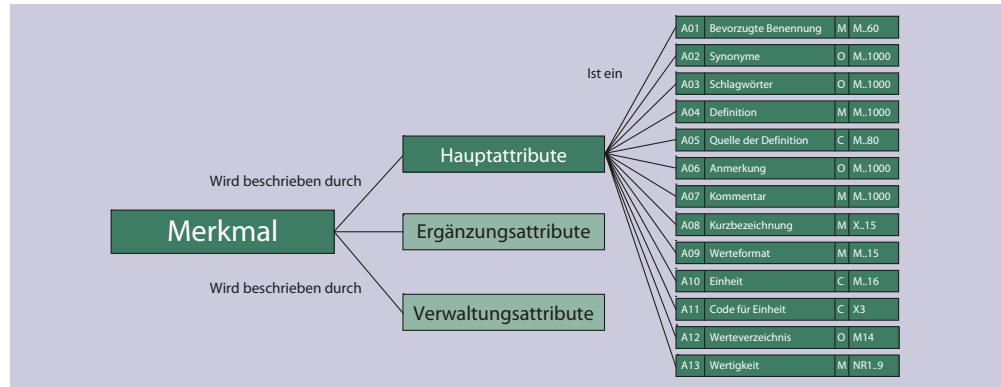 Merkmal
Wird beschrieben durch
Wird beschrieben durch
Hauptattribute
Ergänzungsattribute
Verwaltungsattribute
Ist ein
A01 Bevorzugte Benennung M M..60
A02 Synonyme O M..1000
A03 Schlagwörter O M..1000
A04 Definition M M..1000
A05 Quelle der Definition C M..80
A06 Anmerkung O M..1000
A07 Kommentar M M..1000
A08 Kurzbezeichnung M X..15
A09 Werteformat M M..15
A10 Einheit C M..16
A11 Code für Einheit C X3
A12 Werteverzeichnis O M14
A13 Wertigkeit M NR1..9